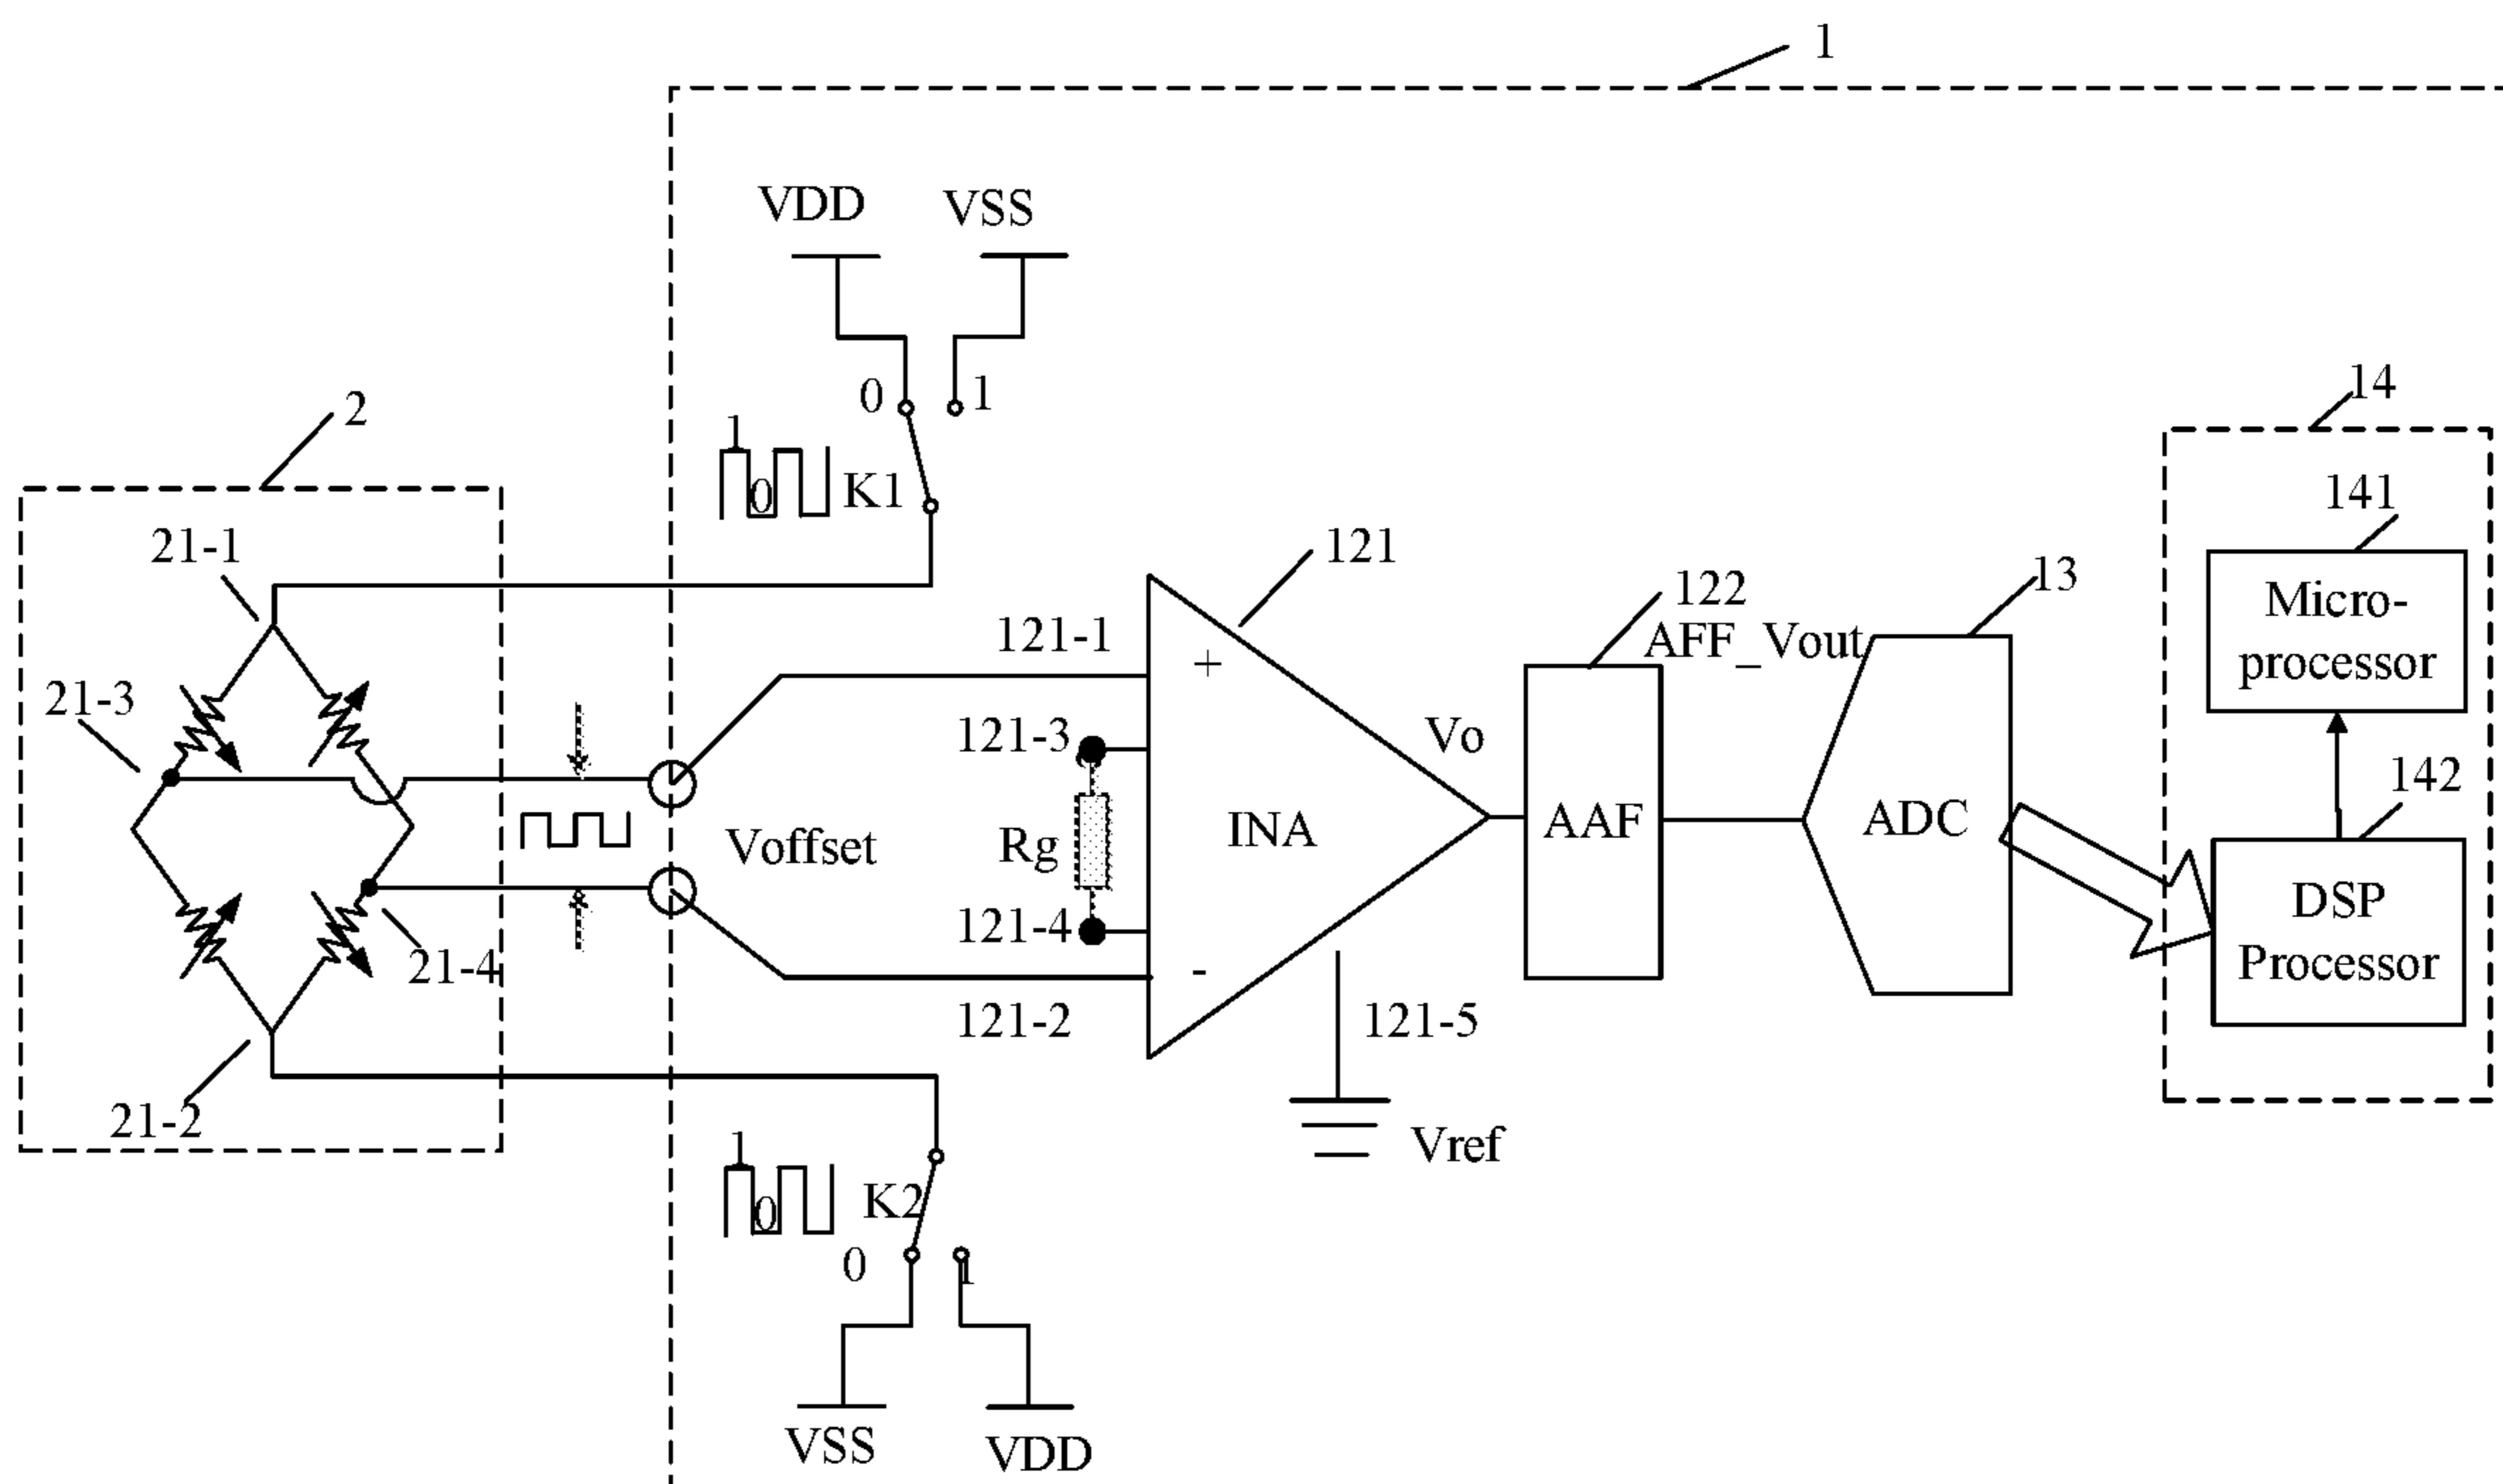 1
VDD
VSS
0
1
1
0
K1
2
21-1
21-3
21-4
21-2
121-1
121
+
121-3
Vo
Voffset
Rg
INA
121-4
-
121-2
121-5
Vref
122
AFF_Vout
AAF
13
ADC
14
141
Micro-
processor
142
DSP
Processor
1
0
K2
0
1
VSS
VDD